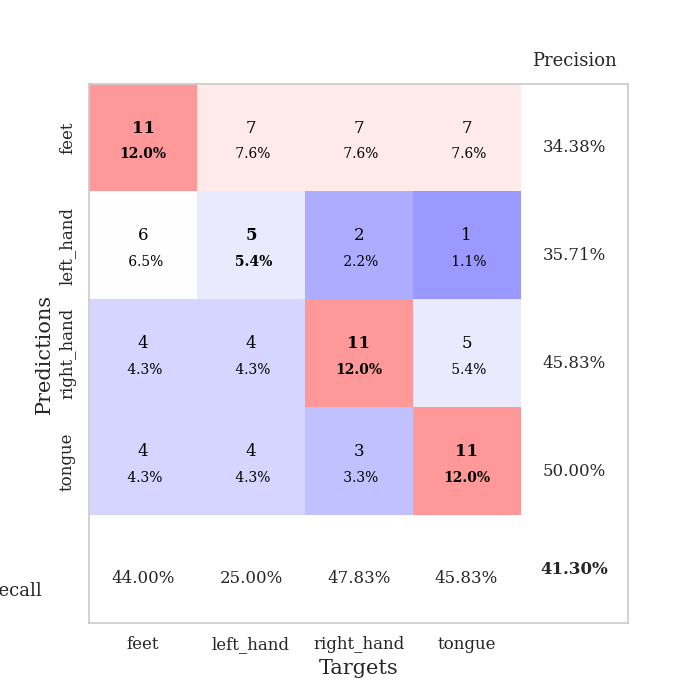 Precision
feet
11 7 7 7
12.0% 7.6% 7.6% 7.6%
34.38%
left_hand
6 5 2 1
6.5% 5.4% 2.2% 1.1%
35.71%
Predictions
right_hand
4 4 11 5
4.3% 4.3% 12.0% 5.4%
45.83%
tongue
4 4 3 11
4.3% 4.3% 3.3% 12.0%
50.00%
ecall
44.00% 25.00% 47.83% 45.83% 41.30%
feet left_hand right_hand tongue
Targets